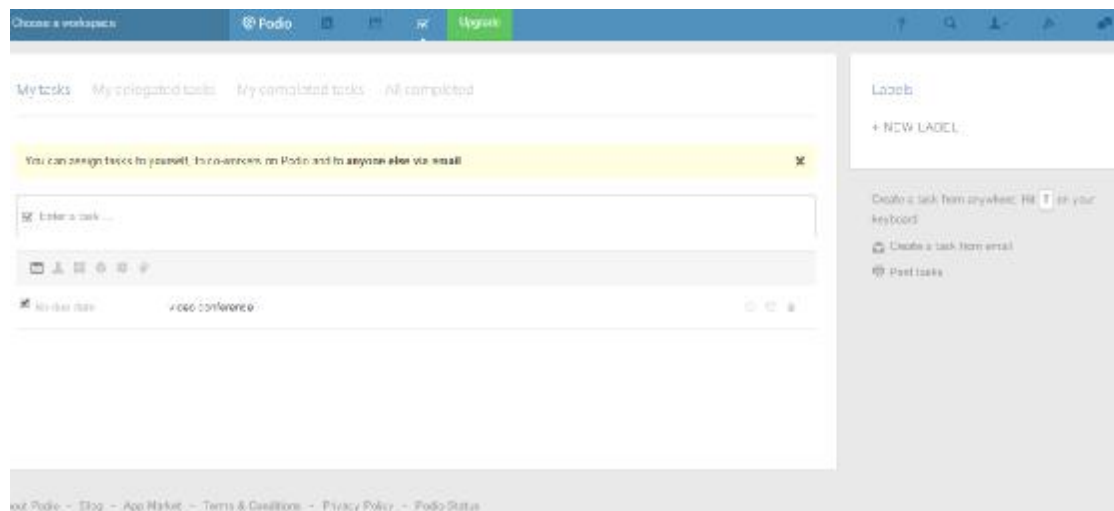 Choose a workspace
Podio
Upgrade
?
My tasks My delegated tasks My completed tasks All completed
You can assign tasks to yourself, to co-workers on Podio and to anyone else via email
Enter a task ...
No due date video conference
Labels
+ NEW LABEL
Create a task from anywhere. Hit T on your
keyboard
Create a task from email
Print tasks
out Podio – Blog – App Market – Terms & Conditions – Privacy Policy – Podio Status